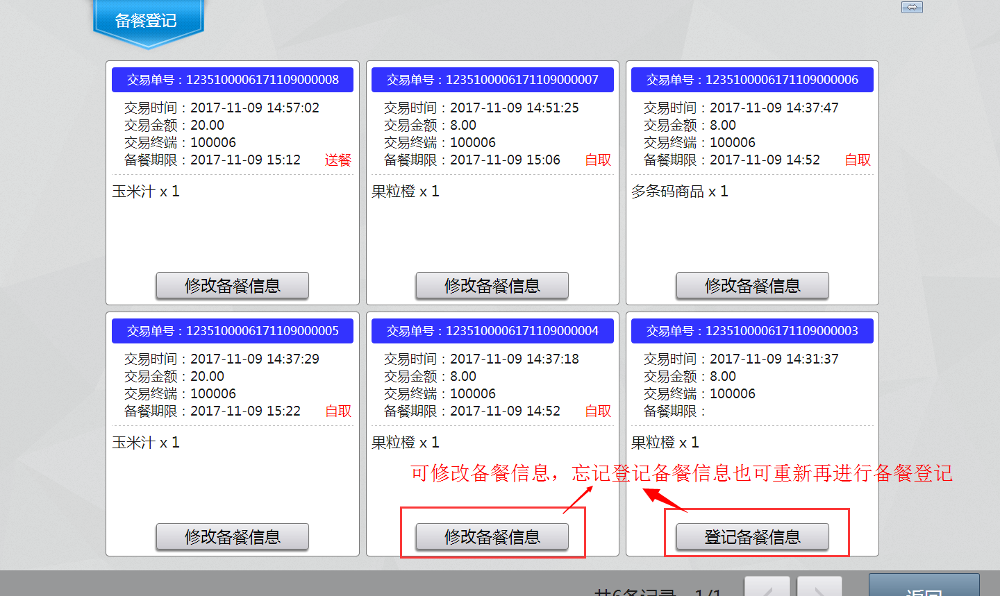 备餐登记
交易单号：1235100006171109000008
交易时间：2017-11-09 14:57:02
交易金额：20.00
交易终端：100006
备餐期限：2017-11-09 15:12 送餐
玉米汁 x 1
修改备餐信息
交易单号：1235100006171109000007
交易时间：2017-11-09 14:51:25
交易金额：8.00
交易终端：100006
备餐期限：2017-11-09 15:06 自取
果粒橙 x 1
修改备餐信息
交易单号：1235100006171109000006
交易时间：2017-11-09 14:37:47
交易金额：8.00
交易终端：100006
备餐期限：2017-11-09 14:52 自取
多条码商品 x 1
修改备餐信息
交易单号：1235100006171109000005
交易时间：2017-11-09 14:37:29
交易金额：20.00
交易终端：100006
备餐期限：2017-11-09 15:22 自取
玉米汁 x 1
修改备餐信息
交易单号：1235100006171109000004
交易时间：2017-11-09 14:37:18
交易金额：8.00
交易终端：100006
备餐期限：2017-11-09 14:52 自取
果粒橙 x 1
修改备餐信息
交易单号：1235100006171109000003
交易时间：2017-11-09 14:31:37
交易金额：8.00
交易终端：100006
备餐期限：
果粒橙 x 1
可修改备餐信息，忘记登记备餐信息也可重新再进行备餐登记
登记备餐信息
共6条记录 1/1
返回